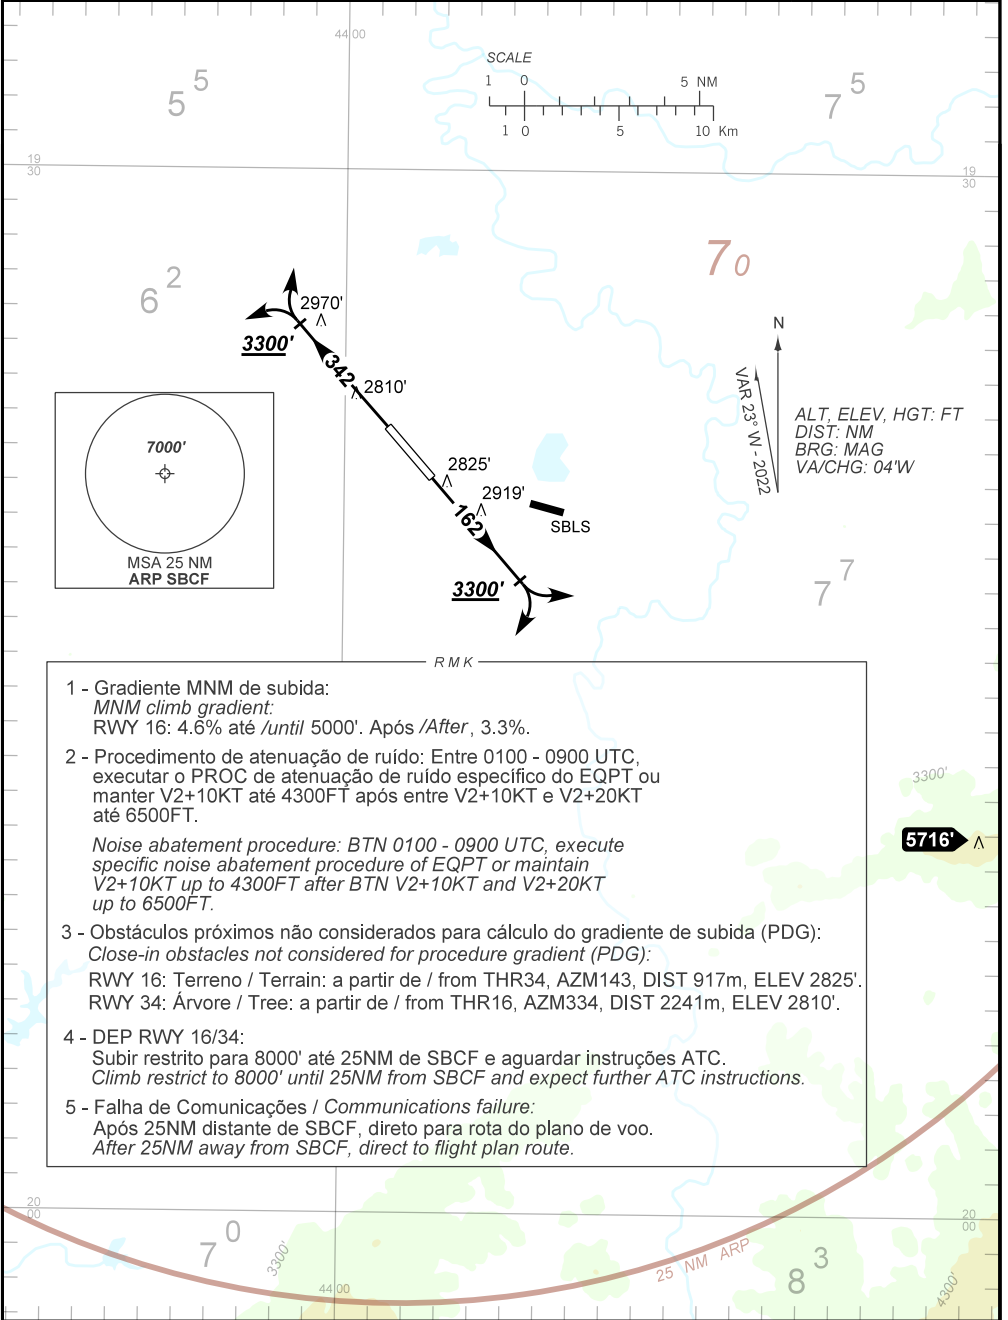 44 00
SCALE
1 0 5 NM
1 0 5 10 Km
5 5
7 5
19
30
19
30
7 0
6 2
2970'
3300'
342
2810'
N
VAR 23° W - 2022
ALT, ELEV, HGT: FT
DIST: NM
BRG: MAG
VA/CHG: 04'W
7000'
MSA 25 NM
ARP SBCF
2825'
2919'
162
SBLS
3300'
7 7
RMK
1 - Gradiente MNM de subida:
MNM climb gradient:
RWY 16: 4.6% até /until 5000'. Após /After, 3.3%.
2 - Procedimento de atenuação de ruído: Entre 0100 - 0900 UTC,
executar o PROC de atenuação de ruído específico do EQPT ou
manter V2+10KT até 4300FT após entre V2+10KT e V2+20KT
até 6500FT.
Noise abatement procedure: BTN 0100 - 0900 UTC, execute
specific noise abatement procedure of EQPT or maintain
V2+10KT up to 4300FT after BTN V2+10KT and V2+20KT
up to 6500FT.
3 - Obstáculos próximos não considerados para cálculo do gradiente de subida (PDG):
Close-in obstacles not considered for procedure gradient (PDG):
RWY 16: Terreno / Terrain: a partir de / from THR34, AZM143, DIST 917m, ELEV 2825'.
RWY 34: Árvore / Tree: a partir de / from THR16, AZM334, DIST 2241m, ELEV 2810'.
4 - DEP RWY 16/34:
Subir restrito para 8000' até 25NM de SBCF e aguardar instruções ATC.
Climb restrict to 8000' until 25NM from SBCF and expect further ATC instructions.
5 - Falha de Comunicações / Communications failure:
Após 25NM distante de SBCF, direto para rota do plano de voo.
After 25NM away from SBCF, direct to flight plan route.
3300'
5716'
20
00
20
00
7 0
3300'
44 00
25 NM ARP
8 3
4300'